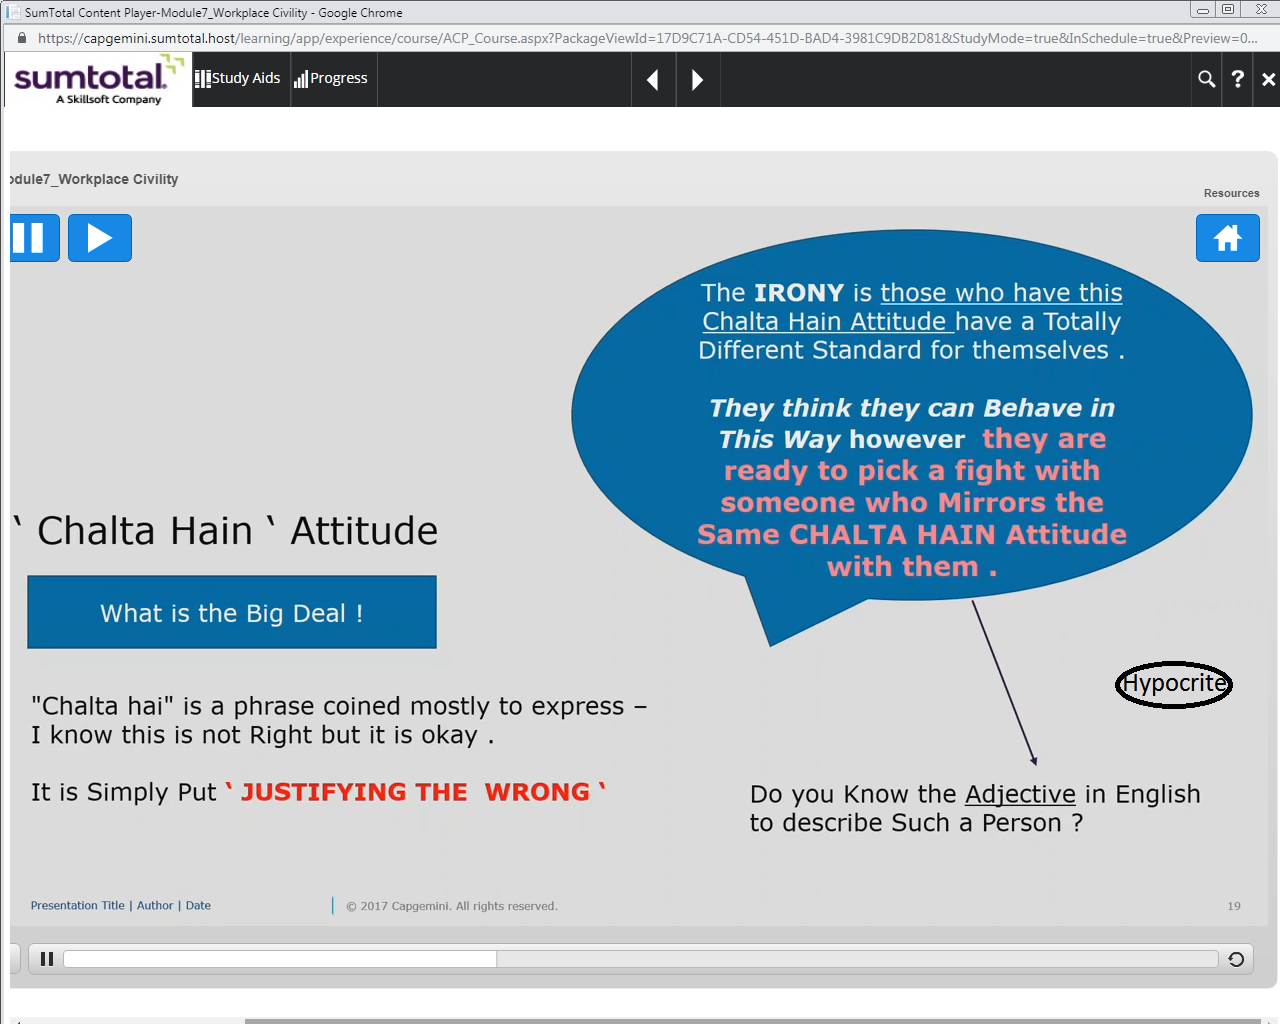 SumTotal Content Player-Module7_Workplace Civility - Google Chrome
https://capgemini.sumtotal.host/learning/app/experience/course/ACP_Course.aspx?PackageViewId=17D9C71A-CD54-451D-BAD4-3981C9DB2D81&StudyMode=true&InSchedule=true&Preview=0...
sumtotal.
A Skillsoft Company
Study Aids
Progress
?
odule7_Workplace Civility
Resources
The IRONY is those who have this
Chalta Hain Attitude have a Totally
Different Standard for themselves .
They think they can Behave in
This Way however they are
ready to pick a fight with
someone who Mirrors the
Same CHALTA HAIN Attitude
with them .
‛ Chalta Hain ‛ Attitude
What is the Big Deal !
"Chalta hai" is a phrase coined mostly to express –
I know this is not Right but it is okay .
It is Simply Put ‛ JUSTIFYING THE WRONG ‛
Hypocrite
Do you Know the Adjective in English
to describe Such a Person ?
Presentation Title | Author | Date
© 2017 Capgemini. All rights reserved.
19